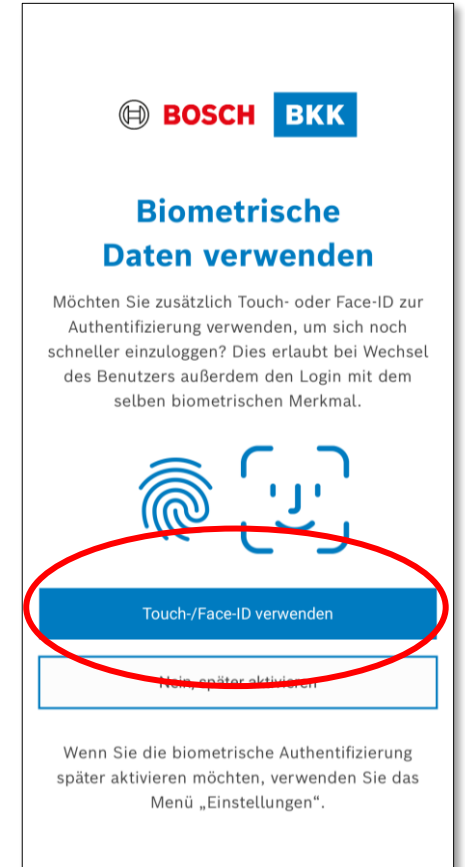 BOSCH BKK
Biometrische
Daten verwenden
Möchten Sie zusätzlich Touch- oder Face-ID zur
Authentifizierung verwenden, um sich noch
schneller einzuloggen? Dies erlaubt bei Wechsel
des Benutzers außerdem den Login mit dem
selben biometrischen Merkmal.
Touch-/Face-ID verwenden
Nein, später aktivieren
Wenn Sie die biometrische Authentifizierung
später aktivieren möchten, verwenden Sie das
Menü „Einstellungen“.